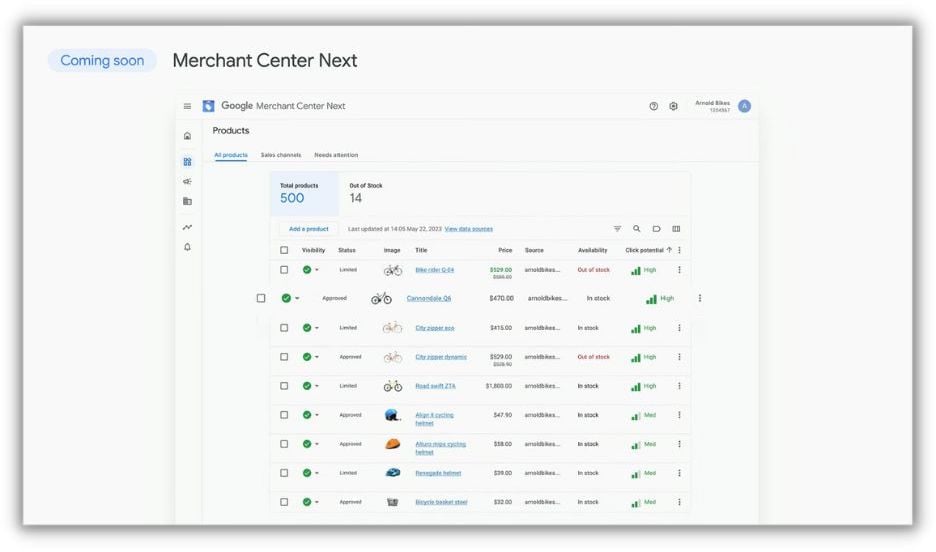 Coming soon Merchant Center Next
Google Merchant Center Next
Arnold Bikes
1234567
A
Products
All products Sales channels Needs attention
Total products Out of Stock
500 14
Add a product Last updated at 14:05 May 22, 2023 View data sources
Visibility Status Image Title Price Source Availability Click potential
Limited Bike rider G-04 $529.00 arnoldbikes... Out of stock High
Approved Cannondale Q6 $470.00 arnoldbikes... In stock High
Limited City zipper eco $415.00 arnoldbikes... In stock High
Approved City zipper dynamic $529.00 arnoldbikes... Out of stock High
$528.90
Limited Road swift ZTA $1,800.00 arnoldbikes... In stock High
Approved Align II cycling $47.90 arnoldbikes... In stock Med
helmet
Approved Allura mips cycling $58.00 arnoldbikes... In stock Med
helmet
Limited Renegade helmet $39.00 arnoldbikes... In stock Med
Approved Bicycle basket steel $32.00 arnoldbikes... In stock Med